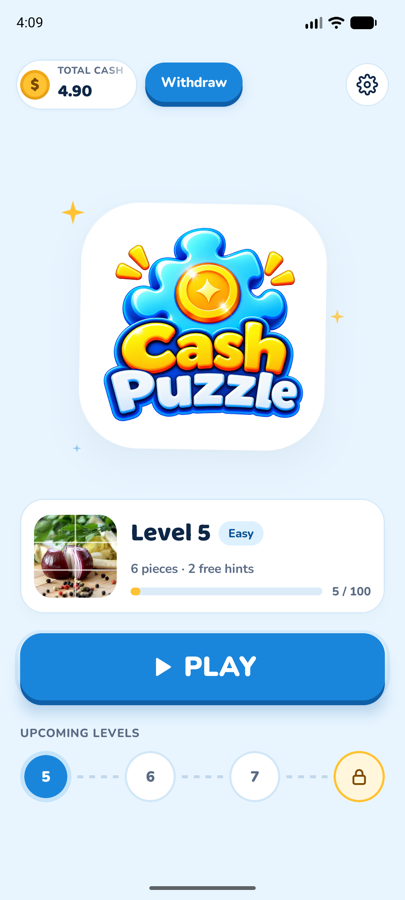 4:09
TOTAL CASH
4.90
Withdraw
Cash
Puzzle
Level 5
Easy
6 pieces · 2 free hints
5 / 100
PLAY
UPCOMING LEVELS
5
6
7